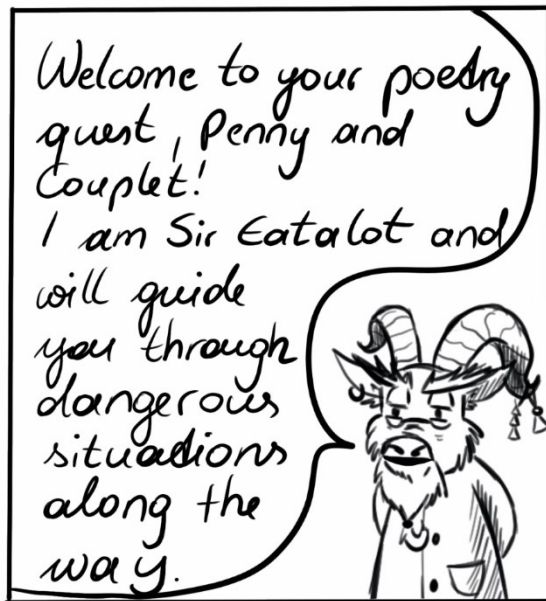 Welcome to your poetry
quest, Penny and
Couplet!
I am Sir Eatalot and
will guide
you through
dangerous
situations
along the
way.